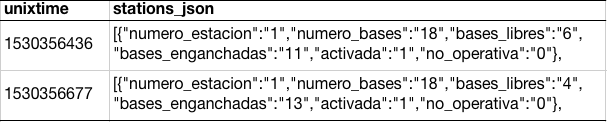 unixtime stations_json
1530356436 [{"numero_estacion":"1","numero_bases":"18","bases_libres":"6",
"bases_enganchadas":"11","activada":"1","no_operativa":"0"},
1530356677 [{"numero_estacion":"1","numero_bases":"18","bases_libres":"4",
"bases_enganchadas":"13","activada":"1","no_operativa":"0"},